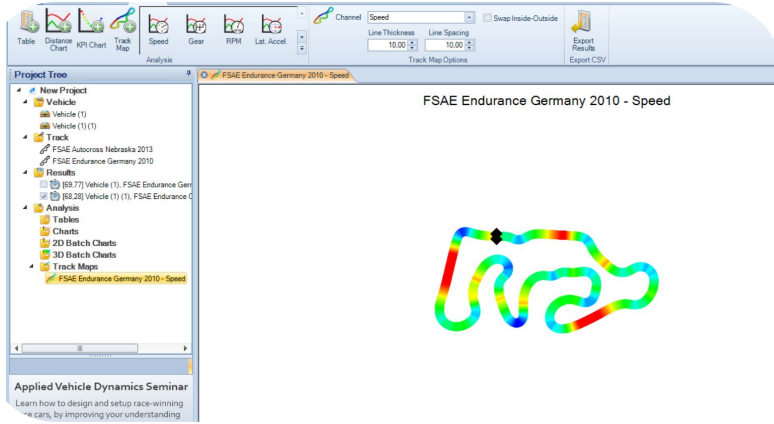 Channel Speed
Swap Inside-Outside
Line Thickness Line Spacing
10.00 10.00
Table Distance Chart KPI Chart Track Map Speed Gear RPM Lat. Accel.
Export Results
Analysis Track Map Options Export CSV
Project Tree
FSAE Endurance Germany 2010 - Speed
New Project
Vehicle
Vehicle (1)
Vehicle (1) (1)
Track
FSAE Autocross Nebraska 2013
FSAE Endurance Germany 2010
Results
[69,77] Vehicle (1), FSAE Endurance Gerr
[68,28] Vehicle (1) (1), FSAE Endurance G
Analysis
Tables
Charts
2D Batch Charts
3D Batch Charts
Track Maps
FSAE Endurance Germany 2010 - Speed
FSAE Endurance Germany 2010 - Speed
Applied Vehicle Dynamics Seminar
Learn how to design and setup race-winning
cars, by improving your understanding